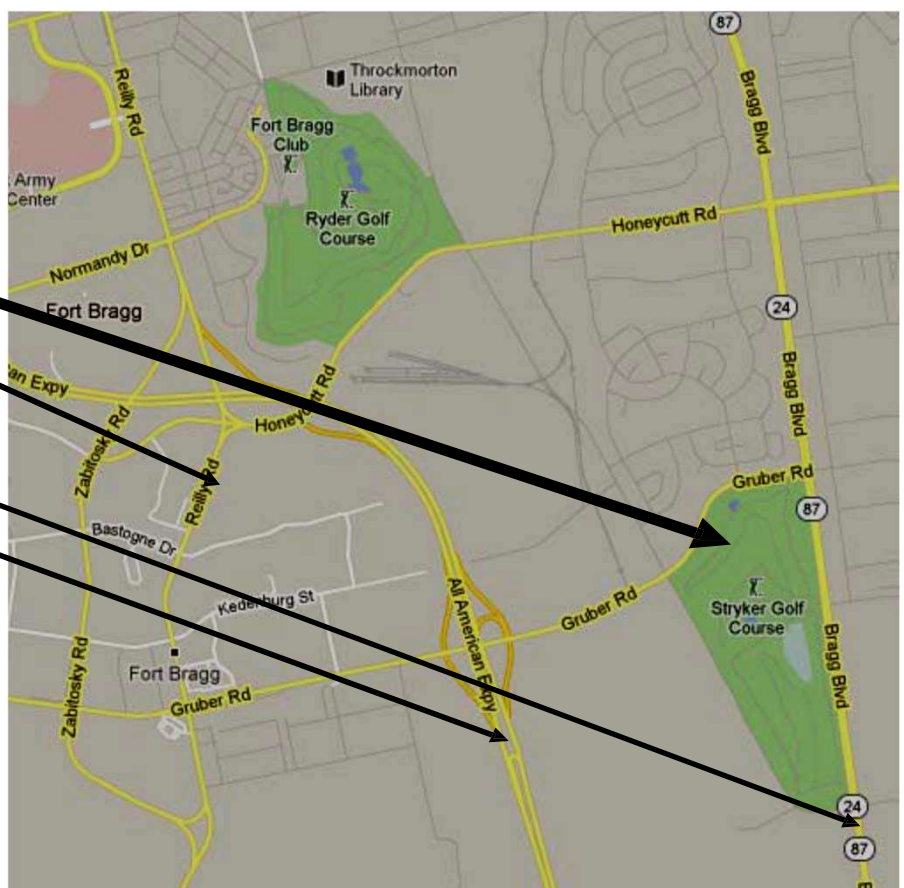 87
Reilly Rd
Bragg Blvd
Throckmorton
Library
Fort Bragg
Club
Army
Center
Ryder Golf
Course
Honeycutt Rd
Normandy Dr
Fort Bragg
24
an Expy
Bragg Blvd
Honeycutt Rd
Zabitosky Rd
Reilly Rd
Gruber Rd
87
Bastogne Dr
All American Expy
Stryker Golf
Course
Gruber Rd
Bragg Blvd
Zabitosky Rd
Fort Bragg
Gruber Rd
24
87